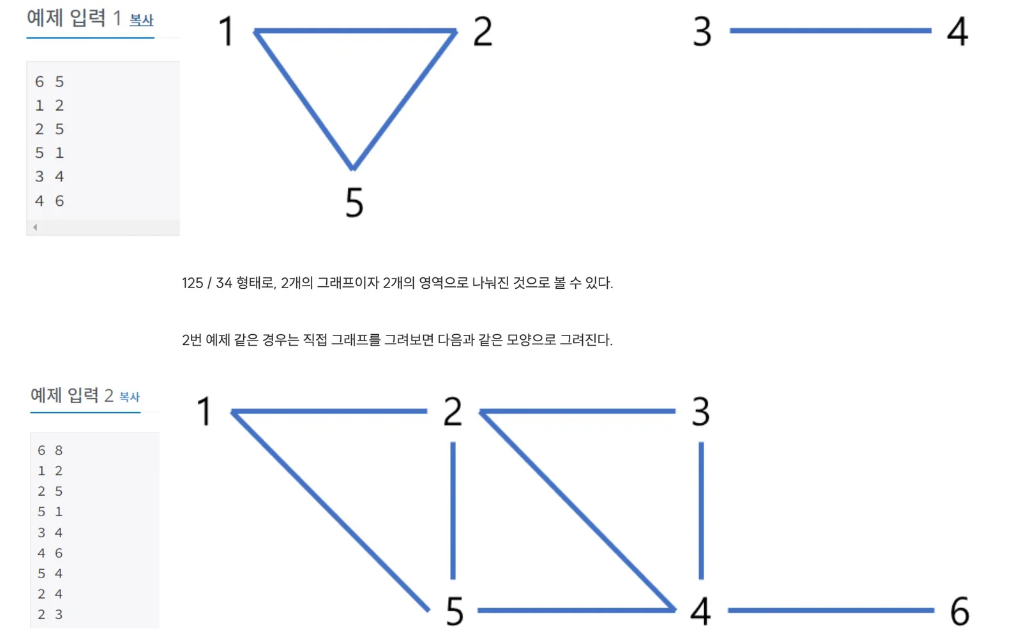 예제 입력 1 복사
1 2 3 4
6 5
1 2
2 5
5 1
3 4
4 6
5
125 / 34 형태로, 2개의 그래프이자 2개의 영역으로 나눠진 것으로 볼 수 있다.
2번 예제 같은 경우는 직접 그래프를 그려보면 다음과 같은 모양으로 그려진다.
예제 입력 2 복사
1 2 3
6 8
1 2
2 5
5 1
3 4
4 6
5 4
2 4
2 3
5 4 6